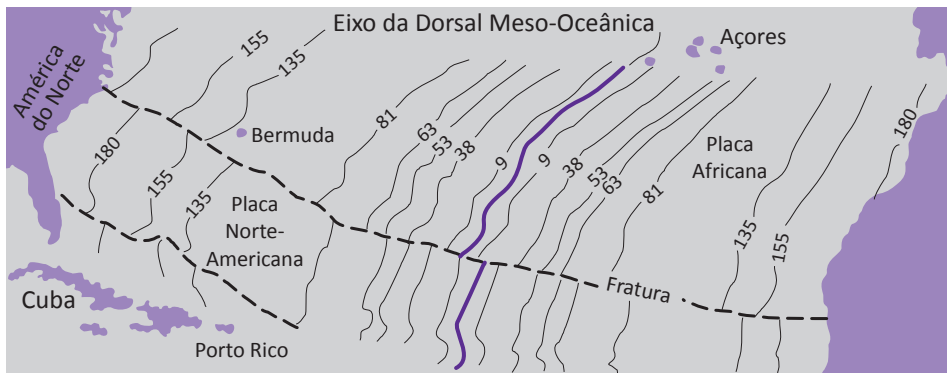 Eixo da Dorsal Meso-Oceânica
Açores
América
do Norte
155
135
Bermuda
81
63
53
38
9
9
38
53
63
81
Placa
Africana
180
180
155
135
Placa
Norte-
Americana
135
155
Fratura
Cuba
Porto Rico